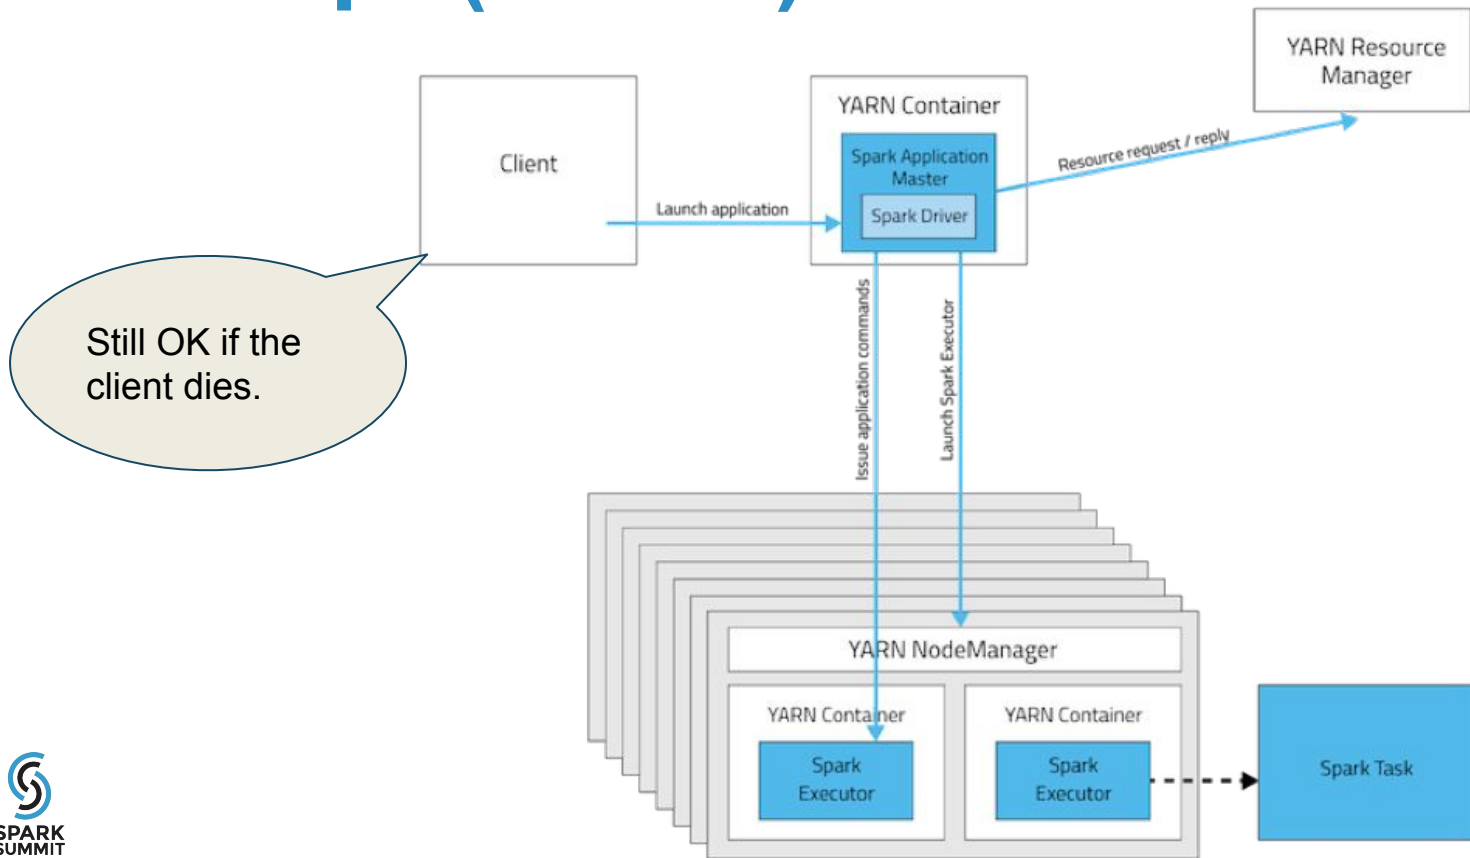 YARN Resource
Manager
YARN Container
Client
Spark Application
Master
Spark Driver
Launch application
Resource request / reply
Issue application commands
Launch Spark Executor
Still OK if the
client dies.
YARN NodeManager
YARN Container
YARN Container
Spark
Executor
Spark
Executor
Spark Task
SPARK
SUMMIT